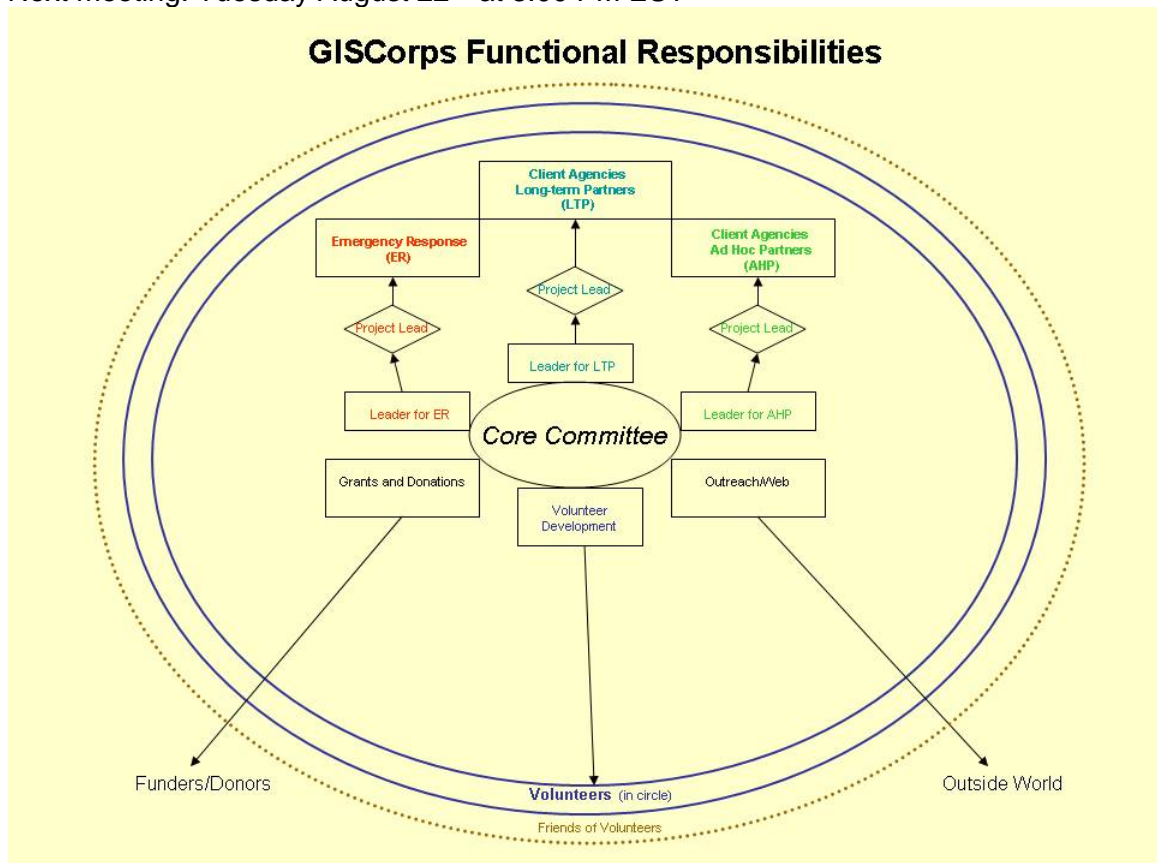 GISCorps Functional Responsibilities
Client Agencies
Long-term Partners
(LTP)
Emergency Response
(ER)
Client Agencies
Ad Hoc Partners
(AHP)
Project Lead
Project Lead
Project Lead
Leader for LTP
Leader for ER
Leader for AHP
Core Committee
Grants and Donations
Outreach/Web
Volunteer
Development
Funders/Donors
Outside World
Volunteers (in circle)
Friends of Volunteers